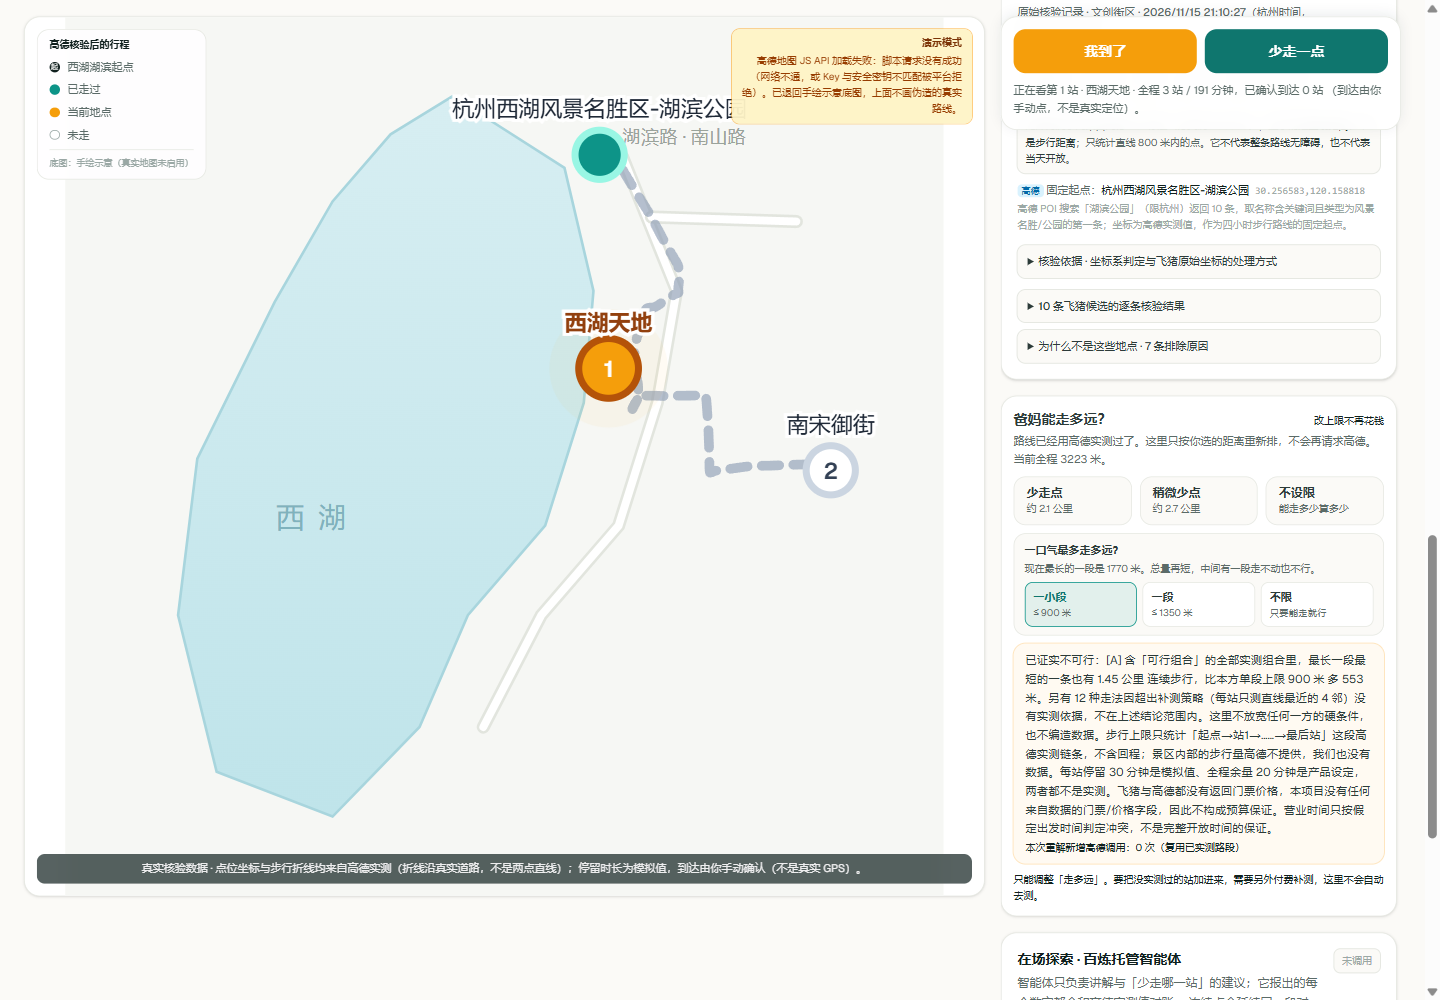 高德核验后的行程
起 西湖湖滨起点
已走过
当前地点
未走
底图：手绘示意（真实地图未启用）
演示模式
高德地图 JS API 加载失败：脚本请求没有成功
（网络不通，或 Key 与安全密钥不匹配被平台拒
绝）。已退回手绘示意底图，上面不画伪造的真实
路线。
杭州西湖风景名胜区-湖滨公园
湖滨路 · 南山路
西湖天地
1
南宋御街
2
西 湖
真实核验数据 · 点位坐标与步行折线均来自高德实测（折线沿真实道路，不是两点直线）；停留时长为模拟值，到达由你手动确认（不是真实 GPS）。
原始核验记录 · 文创街区 · 2026/11/15 21:10:27（杭州时间，
我到了
少走一点
正在看第 1 站 · 西湖天地 · 全程 3 站 / 191 分钟，已确认到达 0 站 （到达由你
手动点，不是真实定位）。
是步行距离；只统计直线 800 米内的点。它不代表整条路线无障碍，也不代表
当天开放。
高德 固定起点：杭州西湖风景名胜区-湖滨公园 30.256583,120.158818
高德 POI 搜索「湖滨公园」（限杭州）返回 10 条，取名称含关键词且类型为风景
名胜/公园的第一条；坐标为高德实测值，作为四小时步行路线的固定起点。
▶ 核验依据 · 坐标系判定与飞猪原始坐标的处理方式
▶ 10 条飞猪候选的逐条核验结果
▶ 为什么不是这些地点 · 7 条排除原因
爸妈能走多远？
改上限不再花钱
路线已经用高德实测过了。这里只按你选的距离重新排，不会再请求高德。
当前全程 3223 米。
少走点
约 2.1 公里
稍微少点
约 2.7 公里
不设限
能走多少算多少
一口气最多走多远？
现在最长的一段是 1770 米。总量再短，中间有一段走不动也不行。
一小段
≤ 900 米
一段
≤ 1350 米
不限
只要能走就行
已证实不可行：[A] 含「可行组合」的全部实测组合里，最长一段最
短的一条也有 1.45 公里 连续步行，比本方单段上限 900 米 多 553
米。另有 12 种走法因超出补测策略（每站只测直线最近的 4 邻）没
有实测依据，不在上述结论范围内。这里不放宽任何一方的硬条件，
也不编造数据。步行上限只统计「起点→站1→……→最后站」这段高
德实测链条，不含回程；景区内部的步行量高德不提供，我们也没有
数据。每站停留 30 分钟是模拟值、全程余量 20 分钟是产品设定，
两者都不是实测。飞猪与高德都没有返回门票价格，本项目没有任何
来自数据的门票/价格字段，因此不构成预算保证。营业时间只按假
定出发时间判定冲突，不是完整开放时间的保证。
本次重解新增高德调用：0 次（复用已实测路段）
只能调整「走多远」。要把没实测过的站加进来，需要另外付费补测，这里不会自动
去测。
在场探索 · 百炼托管智能体
未调用
智能体只负责讲解与「少走哪一站」的建议；它报出的每